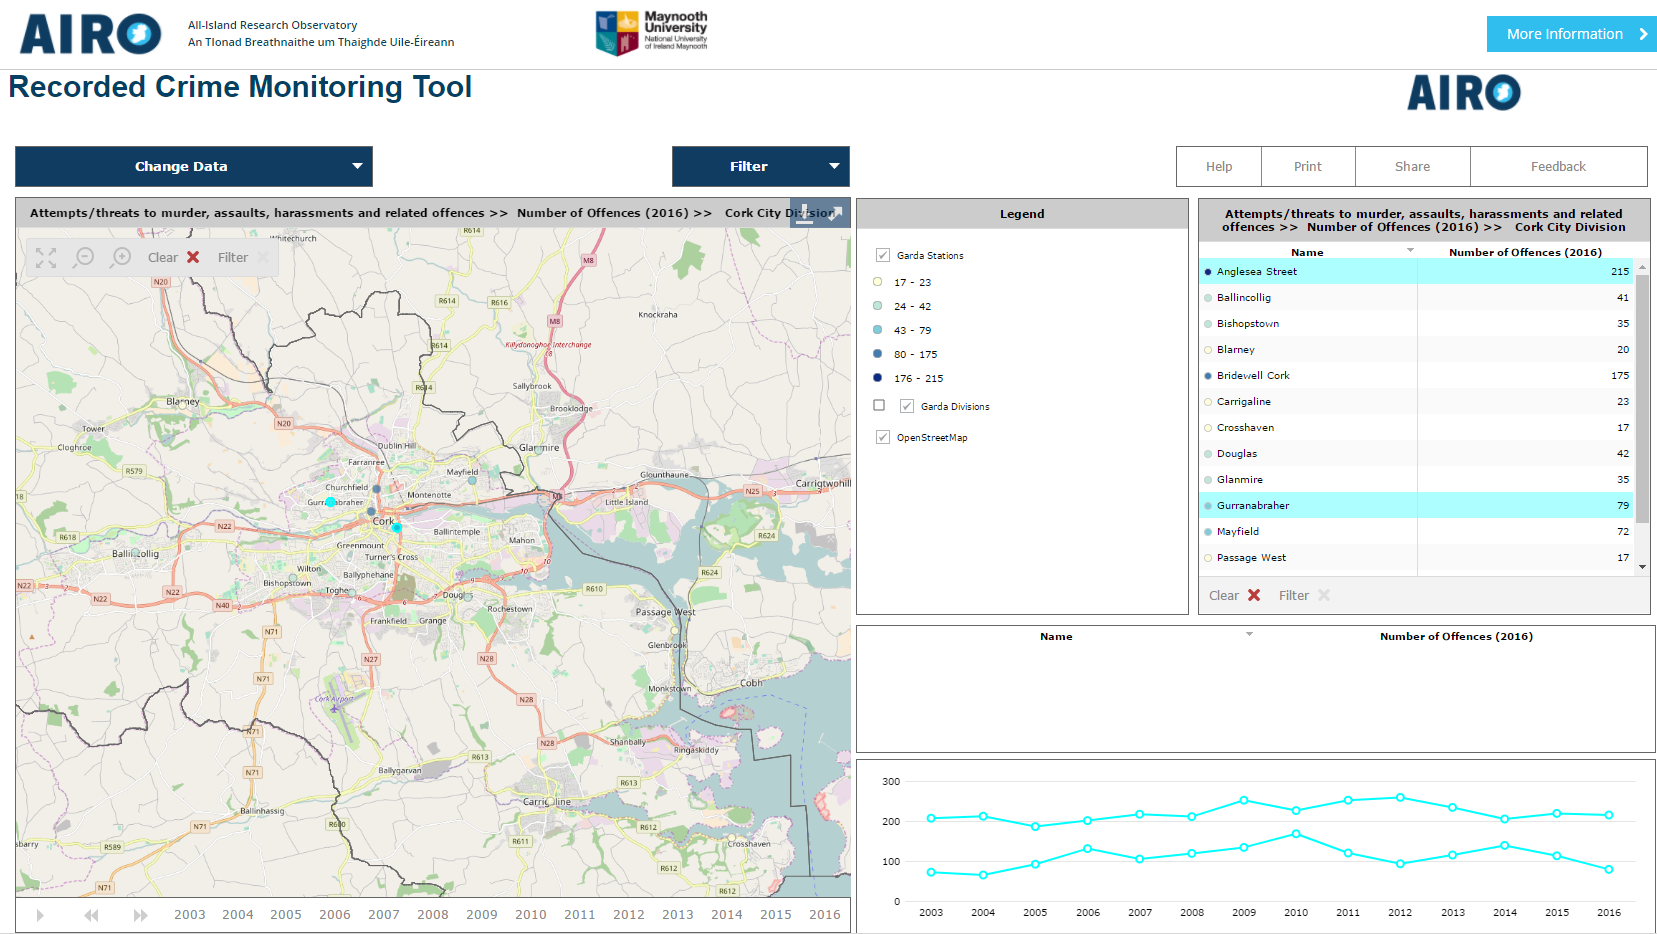 AIRO
All-Island Research Observatory
An TIonad Breathnaithe um Thaighde Uile-Éireann
Maynooth
University
National University
of Ireland Maynooth
More Information
Recorded Crime Monitoring Tool
AIRO
Change Data
Filter
Help
Print
Share
Feedback
Attempts/threats to murder, assaults, harassments and related offences >> Number of Offences (2016) >> Cork City Division
Clear
Filter
Whitechurch
R614
M8
N20
R614
R616
Knockraha
M8
R614
Killydonoghoe Interchange
8
R614
Sallybrook
Blarney
Brooklodge
N20
Tower
Cloghroe
Dublin Hill
Glanmire
Farranree
R579
Mayfield
Glounthaune
Churchfield
Carrigtwohill
Gurranabraher
Montenotte
N25
18
Little Island
N22
Cork
R618
Ballintemple
R624
Greenmount
Mahon
Ballincollig
Turner's Cross
Wilton
Ballyphehane
10
R624
Bishopstown
N22
3
Togher
R610
N22
N22
N22
Douglas
N40
6
Rochestown
Passage West
Frankfield
Grange
N71
Glenbrook
N27
N28
N71
Cobh
Monkstown
Cork Airport
N28
N71
N28
Shanbally
Ringaskiddy
R613
N71
Ballygarvan
R613
Carrigaline
Ballinhassig
N71
R600
R612
R611
Crosshaven
sbarry
R589
R612
N71
R612
2003 2004 2005 2006 2007 2008 2009 2010 2011 2012 2013 2014 2015 2016
Legend
Garda Stations
17 - 23
24 - 42
43 - 79
80 - 175
176 - 215
Garda Divisions
OpenStreetMap
Attempts/threats to murder, assaults, harassments and related
offences >> Number of Offences (2016) >> Cork City Division
Name Number of Offences (2016)
Anglesea Street 215
Ballincollig 41
Bishopstown 35
Blarney 20
Bridewell Cork 175
Carrigaline 23
Crosshaven 17
Douglas 42
Glanmire 35
Gurranabraher 79
Mayfield 72
Passage West 17
Clear
Filter
Name Number of Offences (2016)
300
200
100
0
2003 2004 2005 2006 2007 2008 2009 2010 2011 2012 2013 2014 2015 2016